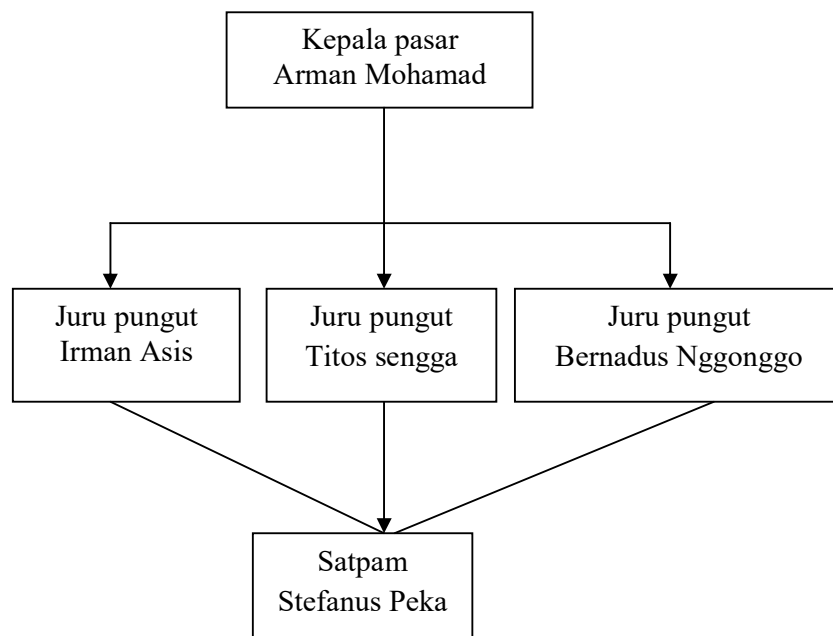 Kepala pasar
Arman Mohamad
Juru pungut
Irman Asis
Juru pungut
Titos sengga
Juru pungut
Bernadus Nggonggo
Satpam
Stefanus Peka